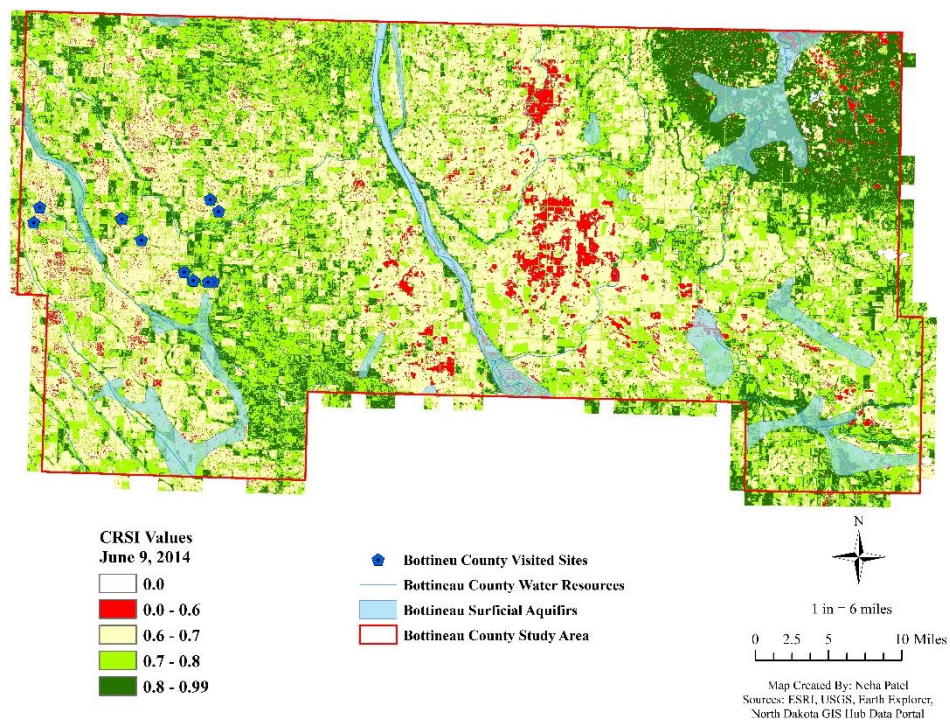 CRSI Values
June 9, 2014
0.0
0.0 - 0.6
0.6 - 0.7
0.7 - 0.8
0.8 - 0.99
Bottineu County Visited Sites
Bottineau County Water Resources
Bottineau Surficial Aquifirs
Bottineau County Study Area
N
1 in = 6 miles
0 2.5 5 10 Miles
Map Created By: Neha Patel
Sources: ESRI, USGS, Earth Explorer,
North Dakota GIS Hub Data Portal